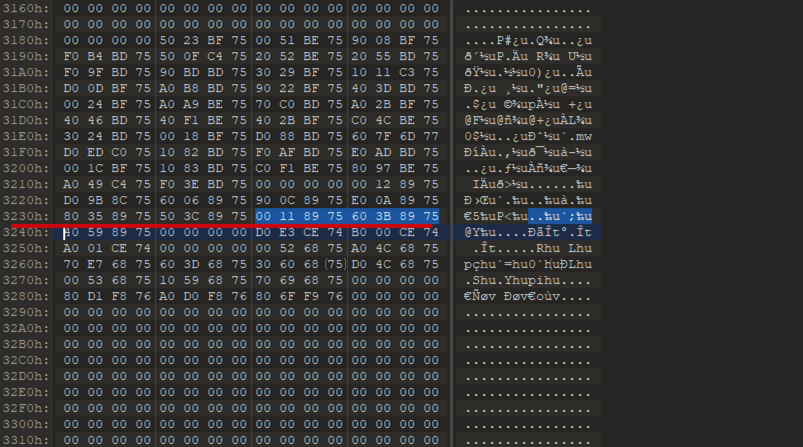 3160h: 00 00 00 00 00 00 00 00 00 00 00 00 00 00 00 00 ................
3170h: 00 00 00 00 00 00 00 00 00 00 00 00 00 00 00 00 ................
3180h: 00 00 00 00 50 23 BF 75 00 51 BE 75 90 08 BF 75 ....P#¿u.Q¾u..¿u
3190h: F0 B4 BD 75 50 0F C4 75 20 52 BE 75 20 55 BD 75 ð´½uP.Äu R¾u U½u
31A0h: F0 9F BD 75 90 BD BD 75 30 29 BF 75 10 11 C3 75 ðŸ½u.½½u0)¿u..Ãu
31B0h: D0 0D BF 75 A0 B8 BD 75 90 22 BF 75 40 3D BD 75 Ð.¿u ¸½u."¿u@=½u
31C0h: 00 24 BF 75 A0 A9 BE 75 70 C0 BD 75 A0 2B BF 75 .$¿u ©¾upÀ½u +¿u
31D0h: 40 46 BD 75 40 F1 BE 75 40 2B BF 75 C0 4C BE 75 @F½u@ñ¾u@+¿uÀL¾u
31E0h: 30 24 BD 75 00 18 BF 75 D0 88 BD 75 60 7F 6D 77 0$½u..¿uÐˆ½u`.mw
31F0h: D0 ED C0 75 10 82 BD 75 F0 AF BD 75 E0 AD BD 75 ÐíÀu.‚½uð¯½uà-½u
3200h: 00 1C BF 75 10 83 BD 75 C0 F1 BE 75 80 97 BE 75 ..¿u.ƒ½uÀñ¾u€—¾u
3210h: A0 49 C4 75 F0 3E BD 75 00 00 00 00 00 12 89 75 IÄuð>½u......‰u
3220h: D0 9B 8C 75 60 06 89 75 90 0C 89 75 E0 0A 89 75 Ð›Œu`.‰u..‰uà.‰u
3230h: 80 35 89 75 50 3C 89 75 00 11 89 75 60 3B 89 75 €5‰uP<‰u..‰u`;‰u
3240h: 40 59 89 75 00 00 00 00 D0 E3 CE 74 B0 00 CE 74 @Y‰u....ÐãÎt°.Ît
3250h: A0 01 CE 74 00 00 00 00 00 52 68 75 A0 4C 68 75 .Ît.....Rhu Lhu
3260h: 70 E7 68 75 60 3D 68 75 30 60 68 (75) D0 4C 68 75 pçhu`=hu0`huÐLhu
3270h: 00 53 68 75 10 59 68 75 70 69 68 75 00 00 00 00 .Shu.Yhupihu....
3280h: 80 D1 F8 76 A0 D0 F8 76 80 6F F9 76 00 00 00 00 €Ñøv Ðøv€oùv....
3290h: 00 00 00 00 00 00 00 00 00 00 00 00 00 00 00 00 ................
32A0h: 00 00 00 00 00 00 00 00 00 00 00 00 00 00 00 00 ................
32B0h: 00 00 00 00 00 00 00 00 00 00 00 00 00 00 00 00 ................
32C0h: 00 00 00 00 00 00 00 00 00 00 00 00 00 00 00 00 ................
32D0h: 00 00 00 00 00 00 00 00 00 00 00 00 00 00 00 00 ................
32E0h: 00 00 00 00 00 00 00 00 00 00 00 00 00 00 00 00 ................
32F0h: 00 00 00 00 00 00 00 00 00 00 00 00 00 00 00 00 ................
3300h: 00 00 00 00 00 00 00 00 00 00 00 00 00 00 00 00 ................
3310h: 00 00 00 00 00 00 00 00 00 00 00 00 00 00 00 00 ................